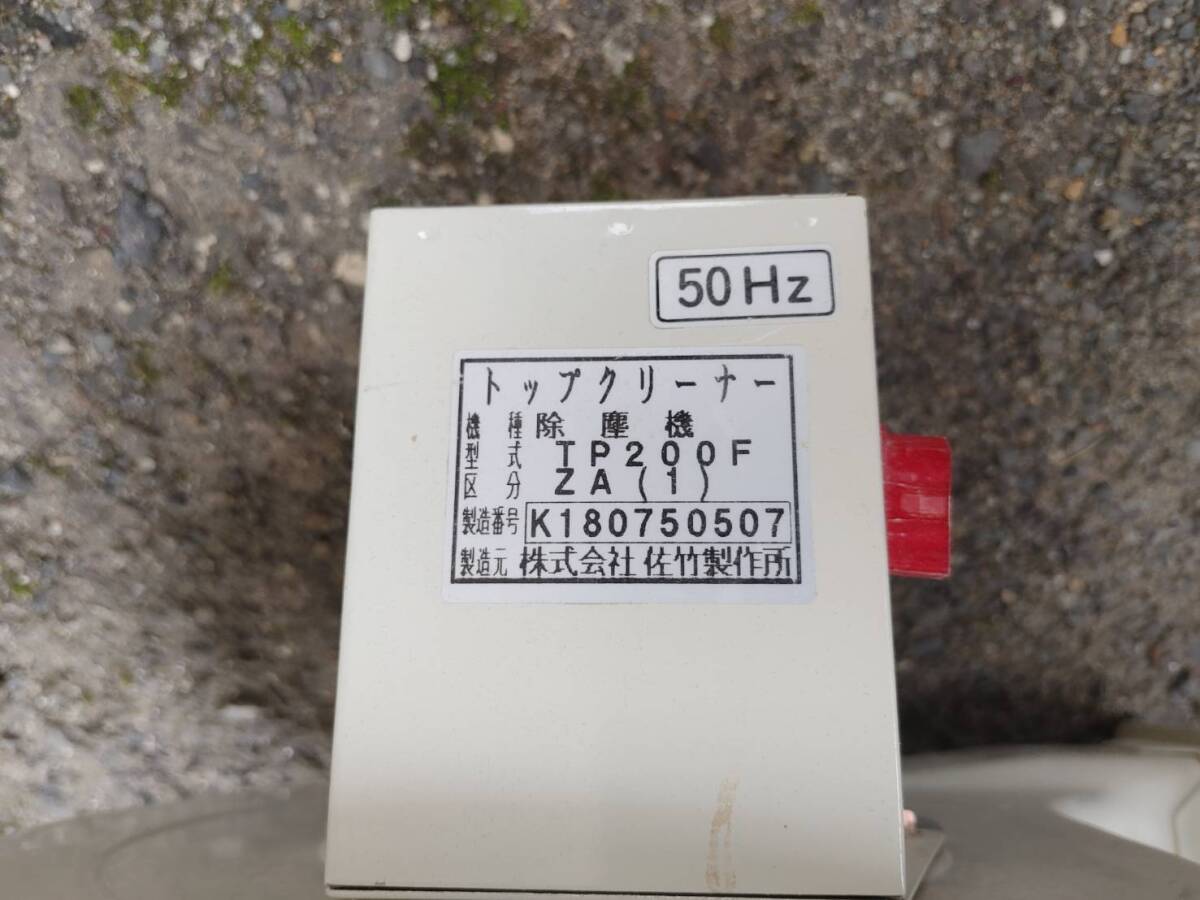 50Hz
トップクリーナー
機種 除塵機
型式 TP200F
区分 ZA(1)
製造番号 K180750507
製造元 株式会社 佐竹製作所